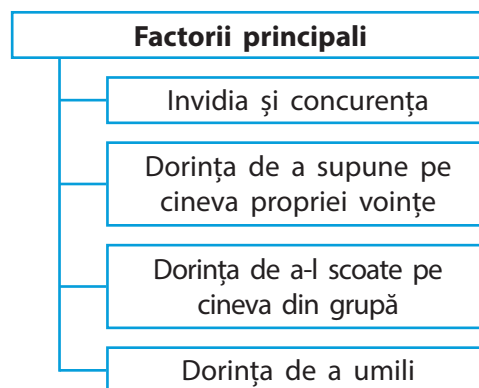 Factorii principali
Invidia și concurența
Dorința de a supune pe
cineva propriei voințe
Dorința de a-l scoate pe
cineva din grupă
Dorința de a umili